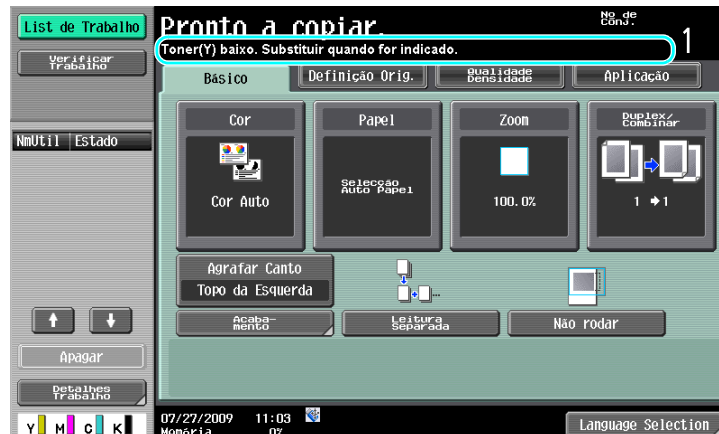 List de Trabalho
Verificar
Trabalho
NmUtil Estado
Apagar
Detalhes
Trabalho
Y M C K
Pronto a copiar.
Nº de
Cónd.
1
Toner(Y) baixo. Substituir quando for indicado.
Básico
Definição Orig.
Qualidade
Densidade
Aplicação
Cor
Papel
Zoom
Duplex/
Combinar
Cor Auto
Selecção
Auto Papel
100.0%
1 → 1
Agrafar Canto
Topo da Esquerda
Acaba-
mento
Leitura
Separada
Não rodar
07/27/2009 11:03
Memória 0%
Language Selection